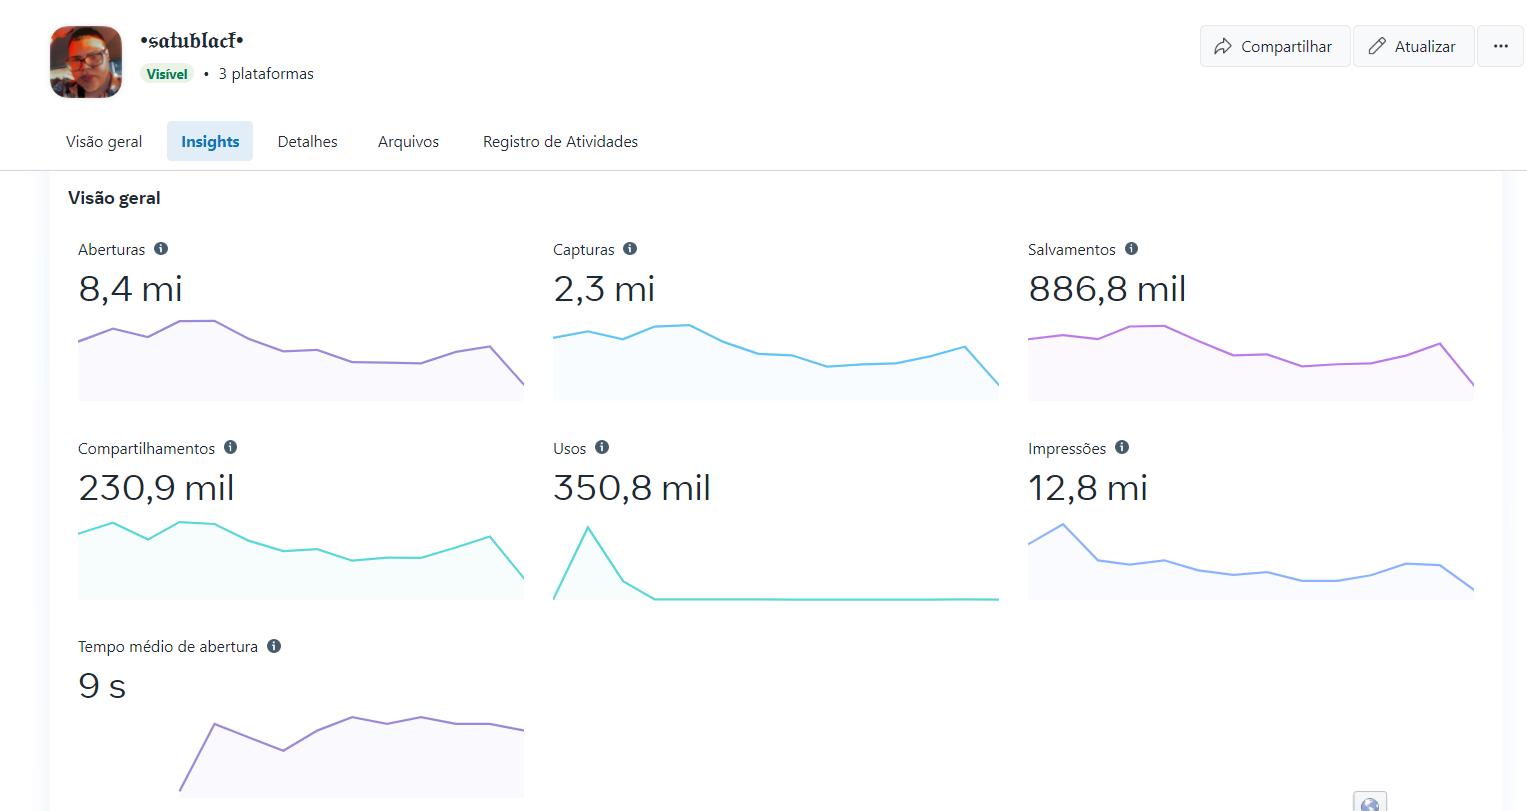 •𝖘𝖆𝖙𝖚𝖇𝖑𝖆𝖈𝖐•
Visível • 3 plataformas
Compartilhar
Atualizar
Visão geral
Insights
Detalhes
Arquivos
Registro de Atividades
Visão geral
Aberturas
8,4 mi
Capturas
2,3 mi
Salvamentos
886,8 mil
Compartilhamentos
230,9 mil
Usos
350,8 mil
Impressões
12,8 mi
Tempo médio de abertura
9 s